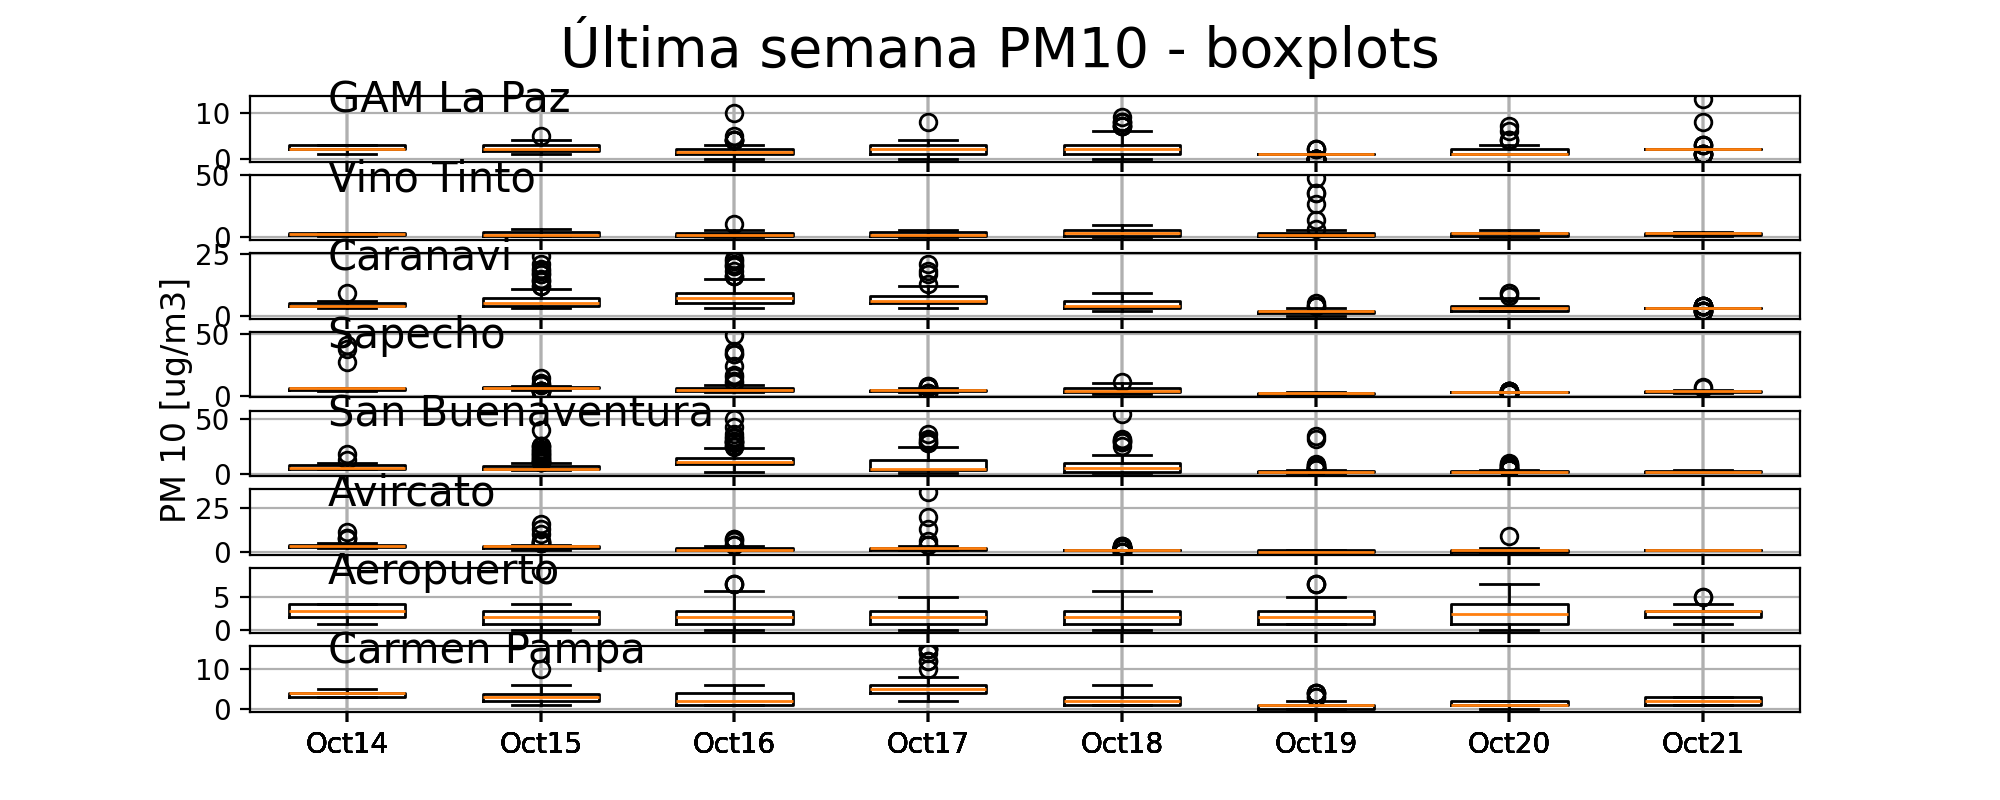 Última semana PM10 - boxplots
PM 10 [ug/m3]
GAM La Paz
10
0
Vino Tinto
50
0
Caranavi
25
0
Sapecho
50
0
San Buenaventura
50
0
Avircato
25
0
Aeropuerto
5
0
Carmen Pampa
10
0
Oct14 Oct15 Oct16 Oct17 Oct18 Oct19 Oct20 Oct21